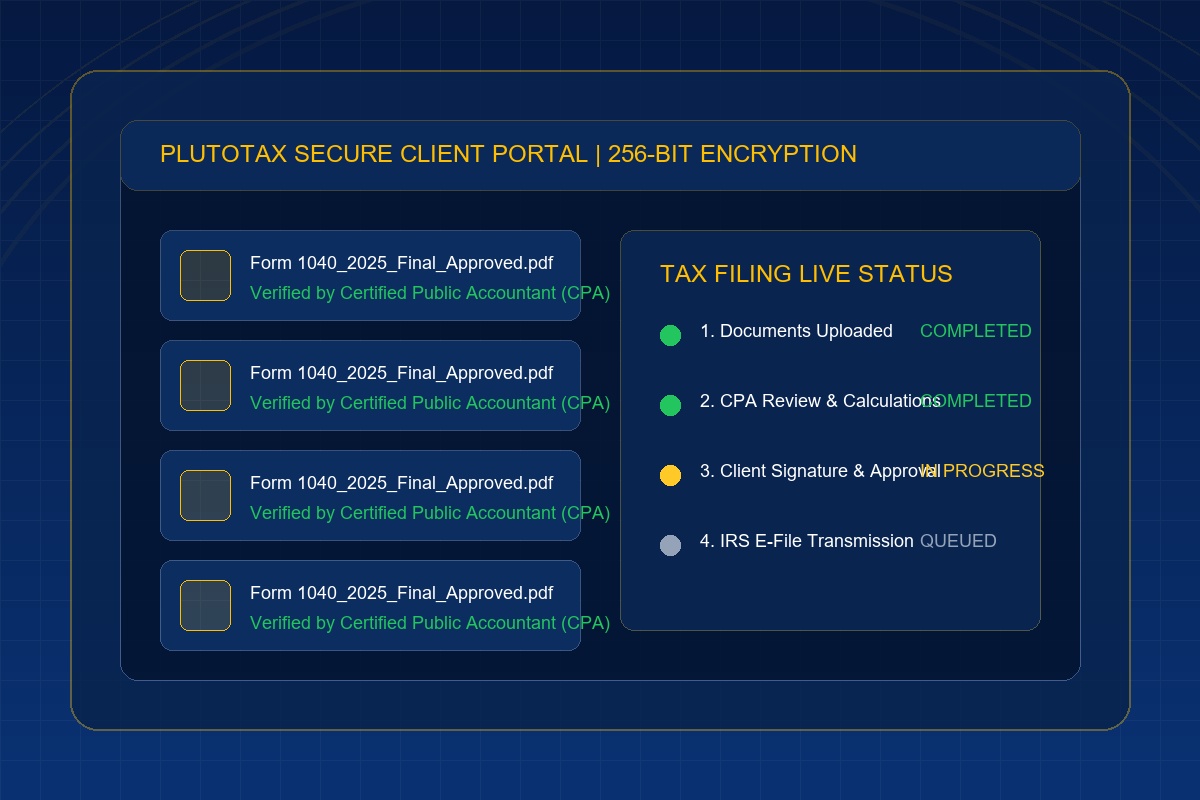 PLUTOTAX SECURE CLIENT PORTAL | 256-BIT ENCRYPTION
Form 1040_2025_Final_Approved.pdf
Verified by Certified Public Accountant (CPA)
Form 1040_2025_Final_Approved.pdf
Verified by Certified Public Accountant (CPA)
Form 1040_2025_Final_Approved.pdf
Verified by Certified Public Accountant (CPA)
Form 1040_2025_Final_Approved.pdf
Verified by Certified Public Accountant (CPA)
TAX FILING LIVE STATUS
1. Documents Uploaded COMPLETED
2. CPA Review & Calculations COMPLETED
3. Client Signature & Approval IN PROGRESS
4. IRS E-File Transmission QUEUED